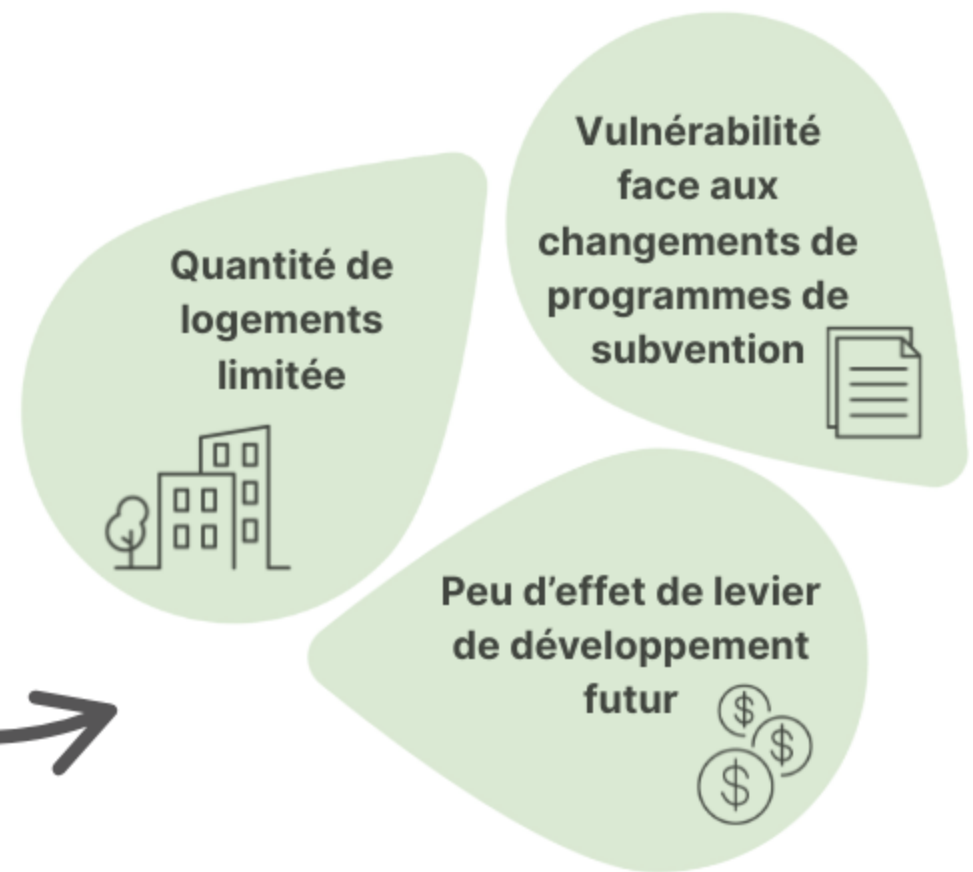 Quantité de
logements
limitée
Vulnérabilité
face aux
changements de
programmes de
subvention
Peu d’effet de levier
de développement
futur
$
$
$